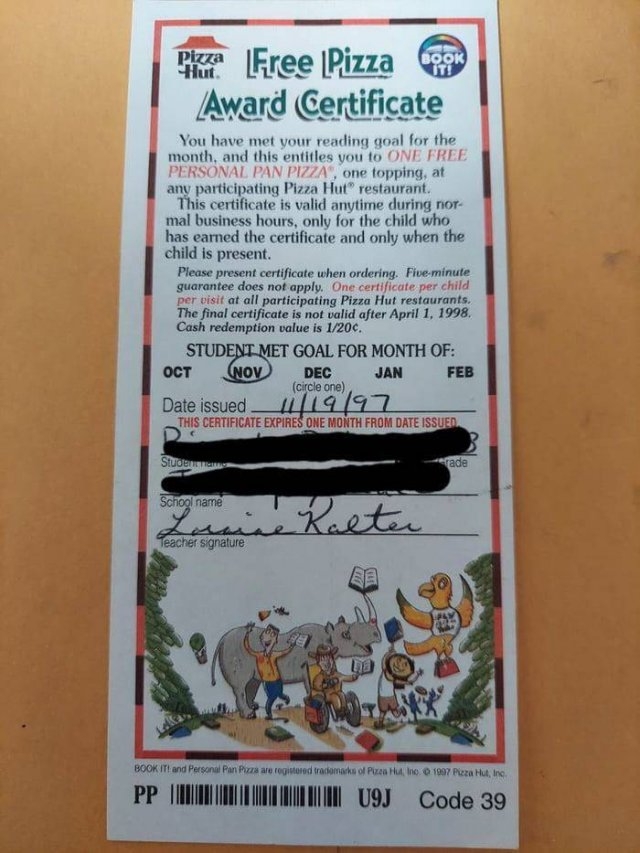 Pizza Hut®
Free Pizza
BOOK IT!
Award Certificate
You have met your reading goal for the
month, and this entitles you to ONE FREE
PERSONAL PAN PIZZA®, one topping, at
any participating Pizza Hut® restaurant.
This certificate is valid anytime during nor-
mal business hours, only for the child who
has earned the certificate and only when the
child is present.
Please present certificate when ordering. Five-minute
guarantee does not apply. One certificate per child
per visit at all participating Pizza Hut restaurants.
The final certificate is not valid after April 1, 1998.
Cash redemption value is 1/20¢.
STUDENT MET GOAL FOR MONTH OF:
OCT NOV DEC JAN FEB
(circle one)
Date issued 11/19/97
THIS CERTIFICATE EXPIRES ONE MONTH FROM DATE ISSUED.
3
Student name Grade
School name
Lorraine Kalter
Teacher signature
BOOK IT! and Personal Pan Pizza are registered trademarks of Pizza Hut, Inc. © 1997 Pizza Hut, Inc.
PP U9J Code 39